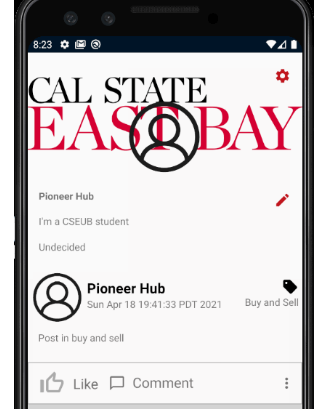 8:23
CAL STATE
EAST BAY
Pioneer Hub
I'm a CSEUB student
Undecided
Pioneer Hub
Sun Apr 18 19:41:33 PDT 2021
Buy and Sell
Post in buy and sell
Like
Comment